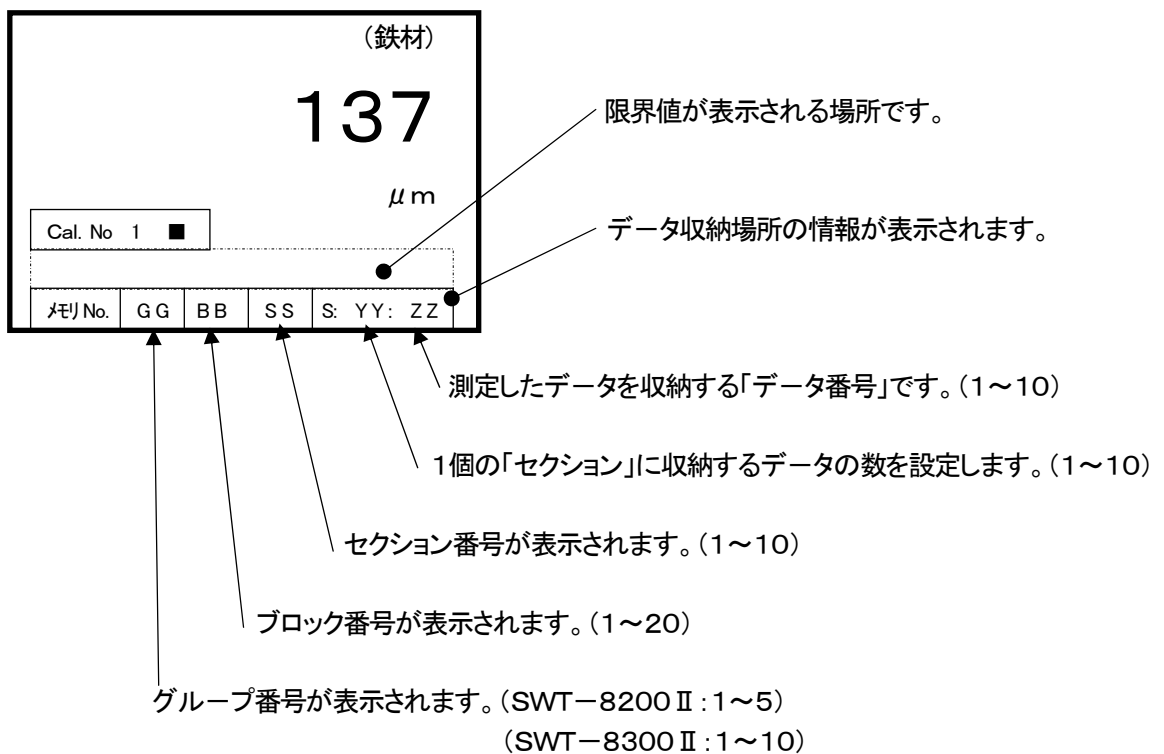 （鉄材）
１３７
限界値が表示される場所です。
μｍ
Cal. No 1 ■
データ収納場所の情報が表示されます。
ﾒﾓﾘ No. ＧＧ ＢＢ ＳＳ S: ＹＹ: ＺＺ
測定したデータを収納する「データ番号」です。（１～１０）
１個の「セクション」に収納するデータの数を設定します。（１～１０）
セクション番号が表示されます。（１～１０）
ブロック番号が表示されます。（１～２０）
グループ番号が表示されます。（ＳＷＴ－８２００Ⅱ：１～５）
（ＳＷＴ－８３００Ⅱ：１～１０）